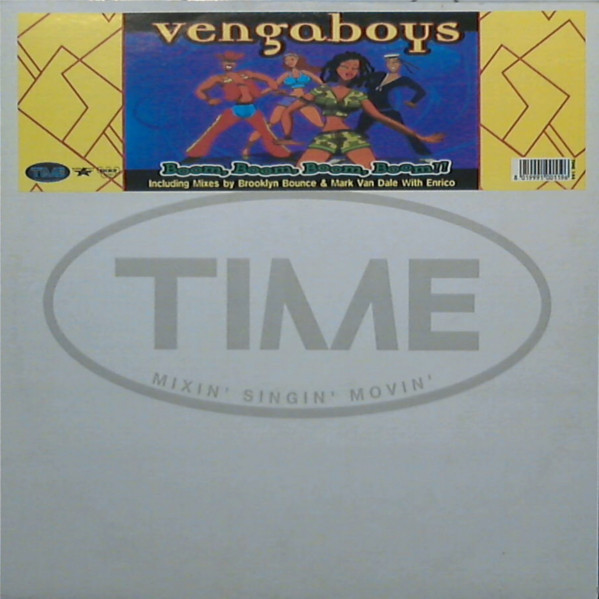 vengaboys
Boom, Boom, Boom, Boom!!
Including Mixes by Brooklyn Bounce & Mark Van Dale With Enrico
TIME
TIME
MIXIN' SINGIN' MOVIN'